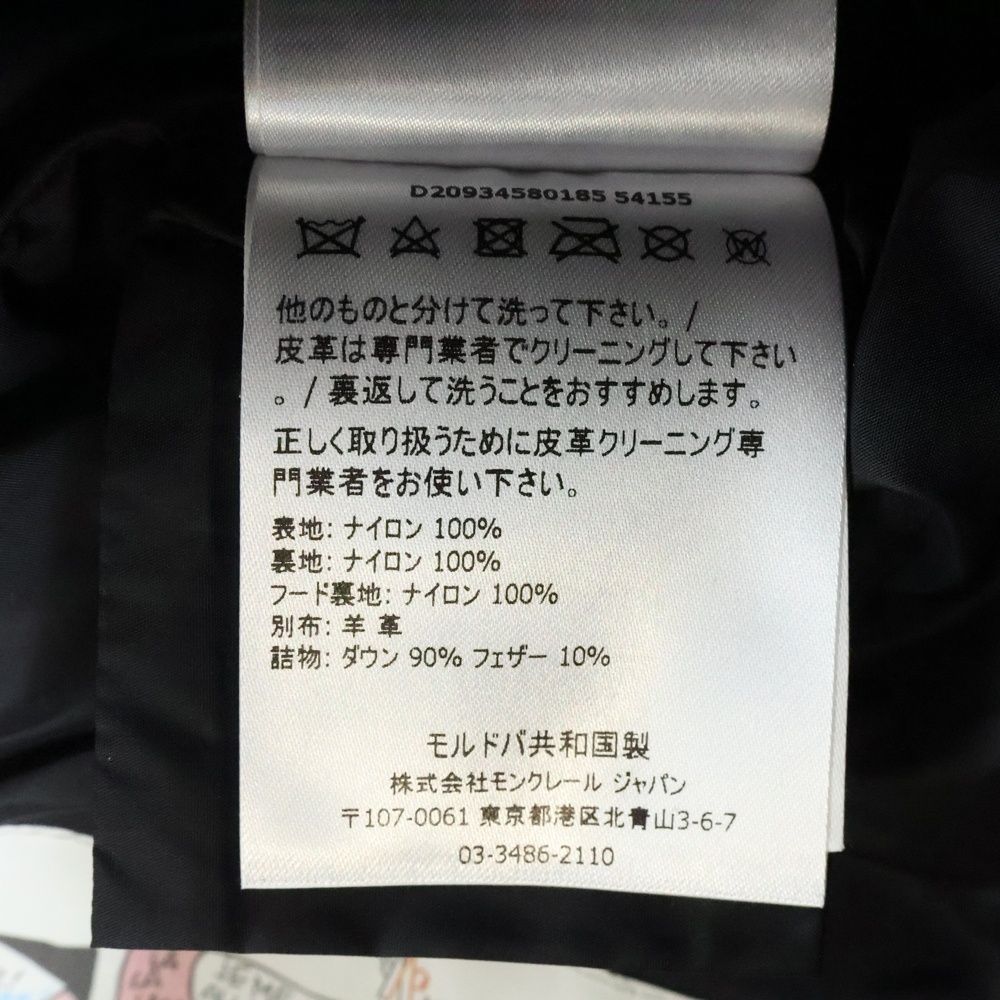 D20934580185 54155
他のものと分けて洗って下さい。/
皮革は専門業者でクリーニングして下さい
。/ 裏返して洗うことをおすすめします。
正しく取り扱うために皮革クリーニング専
門業者をお使い下さい。
表地: ナイロン 100%
裏地: ナイロン 100%
フード裏地: ナイロン 100%
別布: 羊 革
詰物: ダウン 90% フェザー 10%
モルドバ共和国製
株式会社モンクレール ジャパン
〒107-0061 東京都港区北青山3-6-7
03-3486-2110